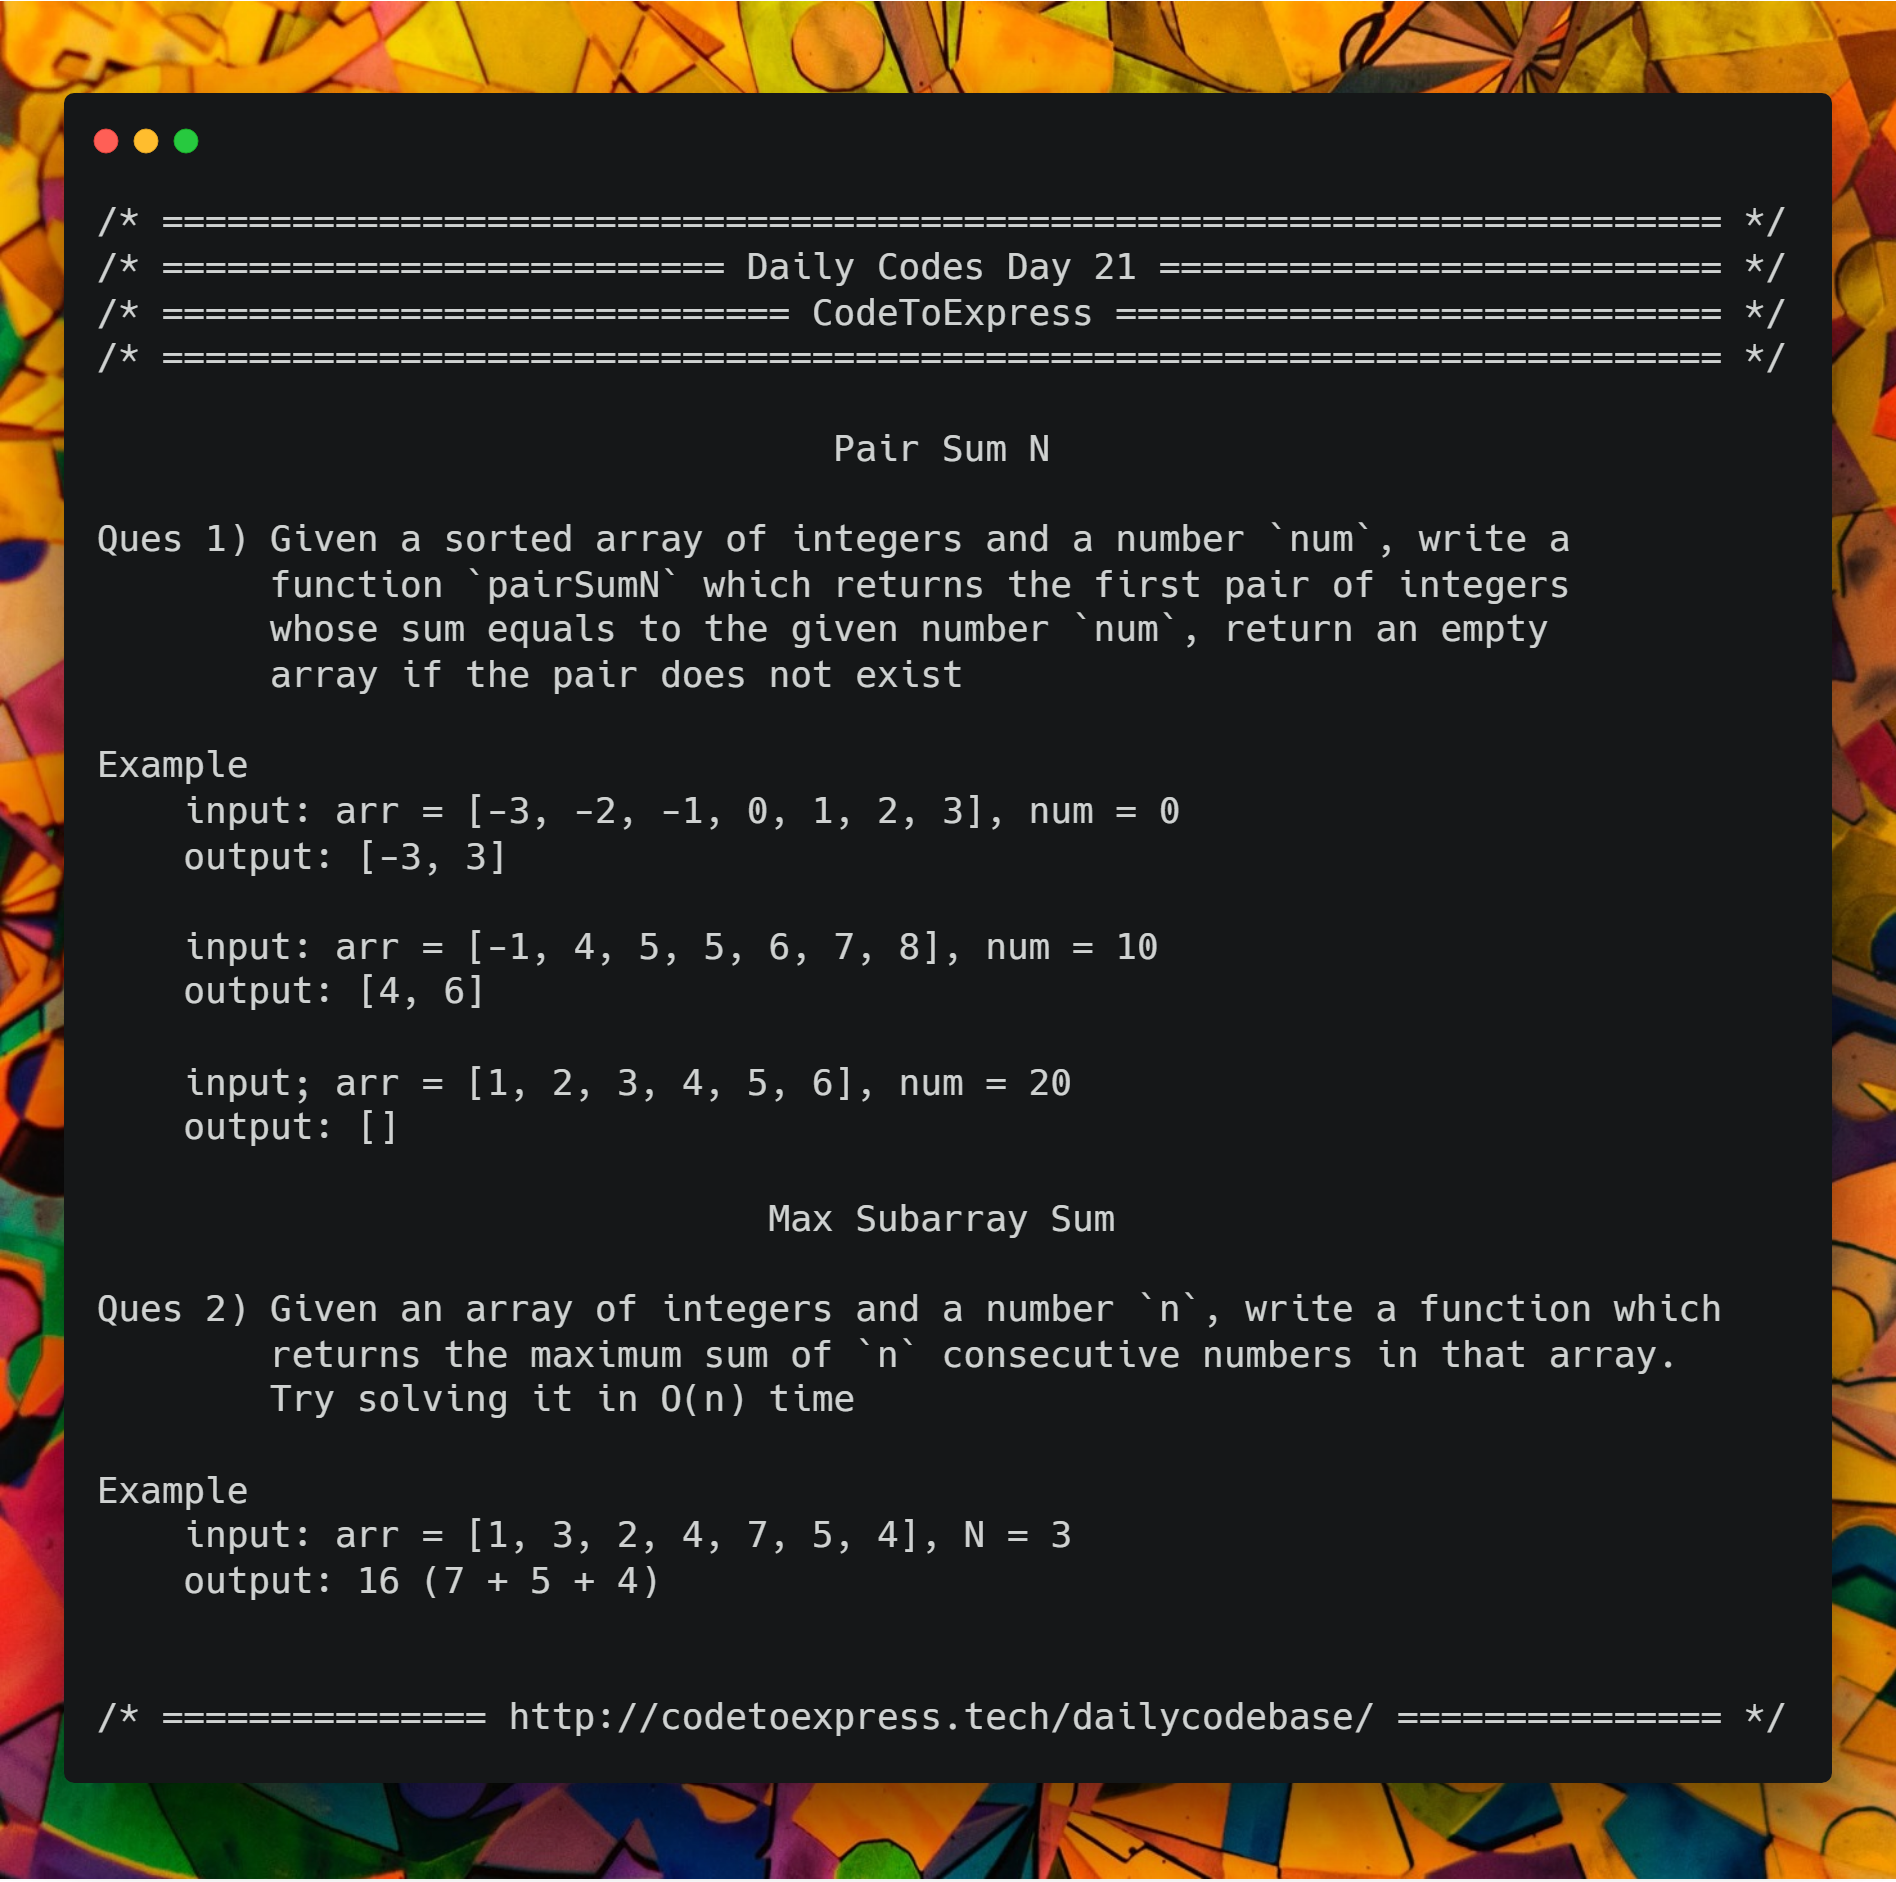 /* ======================================================================== */
/* ========================== Daily Codes Day 21 ========================== */
/* ============================= CodeToExpress ============================ */
/* ======================================================================== */
Pair Sum N
Ques 1) Given a sorted array of integers and a number `num`, write a
function `pairSumN` which returns the first pair of integers
whose sum equals to the given number `num`, return an empty
array if the pair does not exist
Example
input: arr = [-3, -2, -1, 0, 1, 2, 3], num = 0
output: [-3, 3]
input: arr = [-1, 4, 5, 5, 6, 7, 8], num = 10
output: [4, 6]
input; arr = [1, 2, 3, 4, 5, 6], num = 20
output: []
Max Subarray Sum
Ques 2) Given an array of integers and a number `n`, write a function which
returns the maximum sum of `n` consecutive numbers in that array.
Try solving it in O(n) time
Example
input: arr = [1, 3, 2, 4, 7, 5, 4], N = 3
output: 16 (7 + 5 + 4)
/* =============== http://codetoexpress.tech/dailycodebase/ =============== */